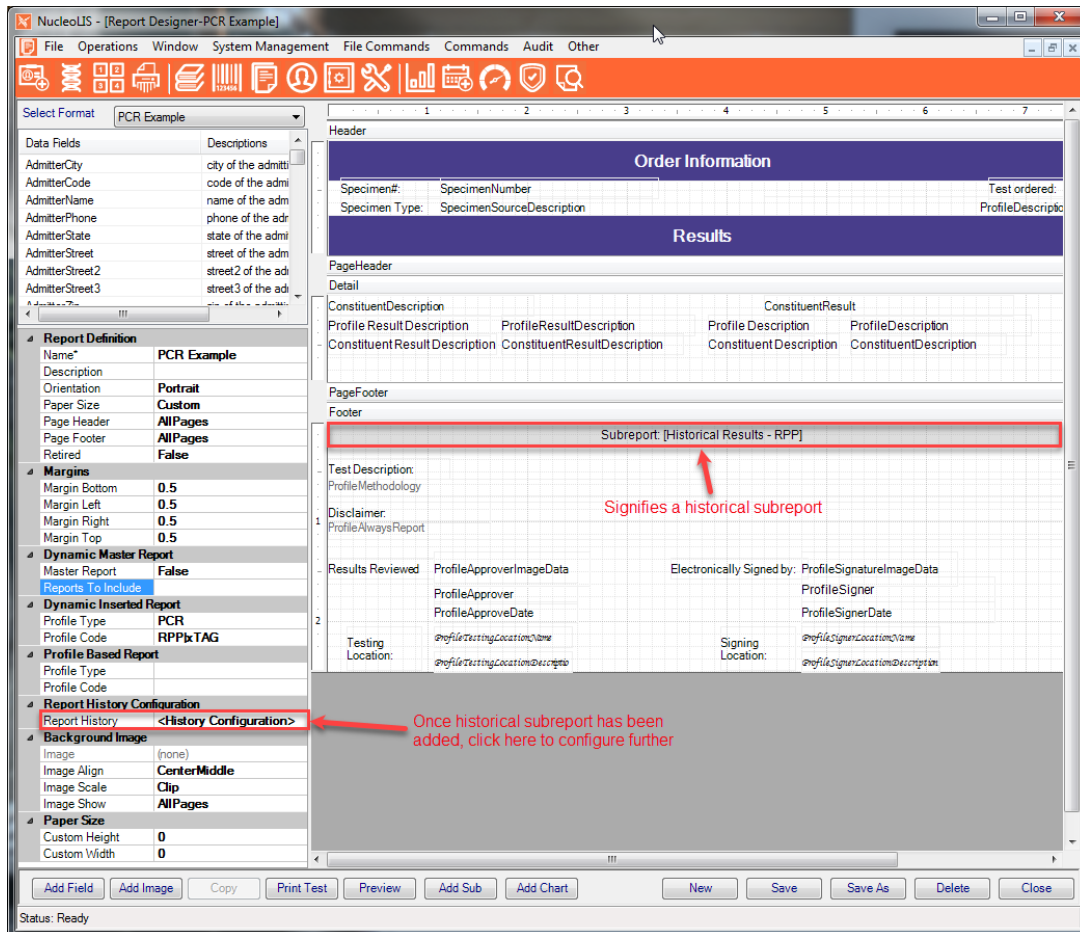 NucleoLIS - [Report Designer-PCR Example]
File Operations Window System Management File Commands Commands Audit Other
Select Format PCR Example
Data Fields Descriptions
AdmitterCity city of the admitti
AdmitterCode code of the admi
AdmitterName name of the adm
AdmitterPhone phone of the adr
AdmitterState state of the admi
AdmitterStreet street of the adm
AdmitterStreet2 street2 of the adr
AdmitterStreet3 street3 of the adr
Report Definition
Name* PCR Example
Description
Orientation Portrait
Paper Size Custom
Page Header AllPages
Page Footer AllPages
Retired False
Margins
Margin Bottom 0.5
Margin Left 0.5
Margin Right 0.5
Margin Top 0.5
Dynamic Master Report
Master Report False
Reports To Include
Dynamic Inserted Report
Profile Type PCR
Profile Code RPP|xTAG
Profile Based Report
Profile Type
Profile Code
Report History Configuration
Report History <History Configuration>
Background Image
Image (none)
Image Align CenterMiddle
Image Scale Clip
Image Show AllPages
Paper Size
Custom Height 0
Custom Width 0
1 2 3 4 5 6 7
Header
Order Information
Specimen#: SpecimenNumber Test ordered:
Specimen Type: SpecimenSourceDescription ProfileDescriptio
Results
PageHeader
Detail
ConstituentDescription ConstituentResult
Profile Result Description ProfileResultDescription Profile Description ProfileDescription
Constituent Result Description ConstituentResultDescription Constituent Description ConstituentDescription
PageFooter
Footer
Subreport: [Historical Results - RPP]
Test Description:
ProfileMethodology
Signifies a historical subreport
Disclaimer:
1
ProfileAlwaysReport
Results Reviewed ProfileApproverImageData Electronically Signed by: ProfileSignatureImageData
ProfileApprover ProfileSigner
ProfileApproveDate ProfileSignerDate
2
Testing Location: ProfileTestingLocationName Signing Location: ProfileSignerLocationName
ProfileTestingLocationDescriptio ProfileSignerLocationDescription
Once historical subreport has been
added, click here to configure further
Add Field Add Image Copy Print Test Preview Add Sub Add Chart New Save Save As Delete Close
Status: Ready